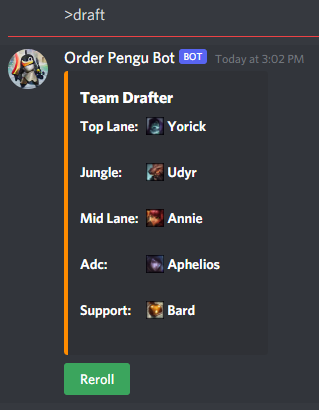 >draft
Order Pengu Bot BOT Today at 3:02 PM
Team Drafter
Top Lane: Yorick
Jungle: Udyr
Mid Lane: Annie
Adc: Aphelios
Support: Bard
Reroll